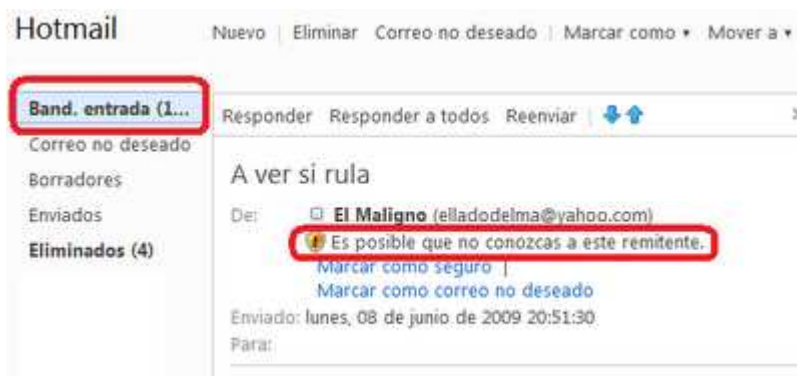 Hotmail
Nuevo | Eliminar Correo no deseado | Marcar como ▾ Mover a ▾
Band. entrada (1...
Responder Responder a todos Reenviar |
Correo no deseado
Borradores
Enviados
Eliminados (4)
A ver si rula
De: El Maligno (elladodelma@yahoo.com)
Es posible que no conozcas a este remitente.
Marcar como seguro |
Marcar como correo no deseado
Enviado: lunes, 08 de junio de 2009 20:51:30
Para: